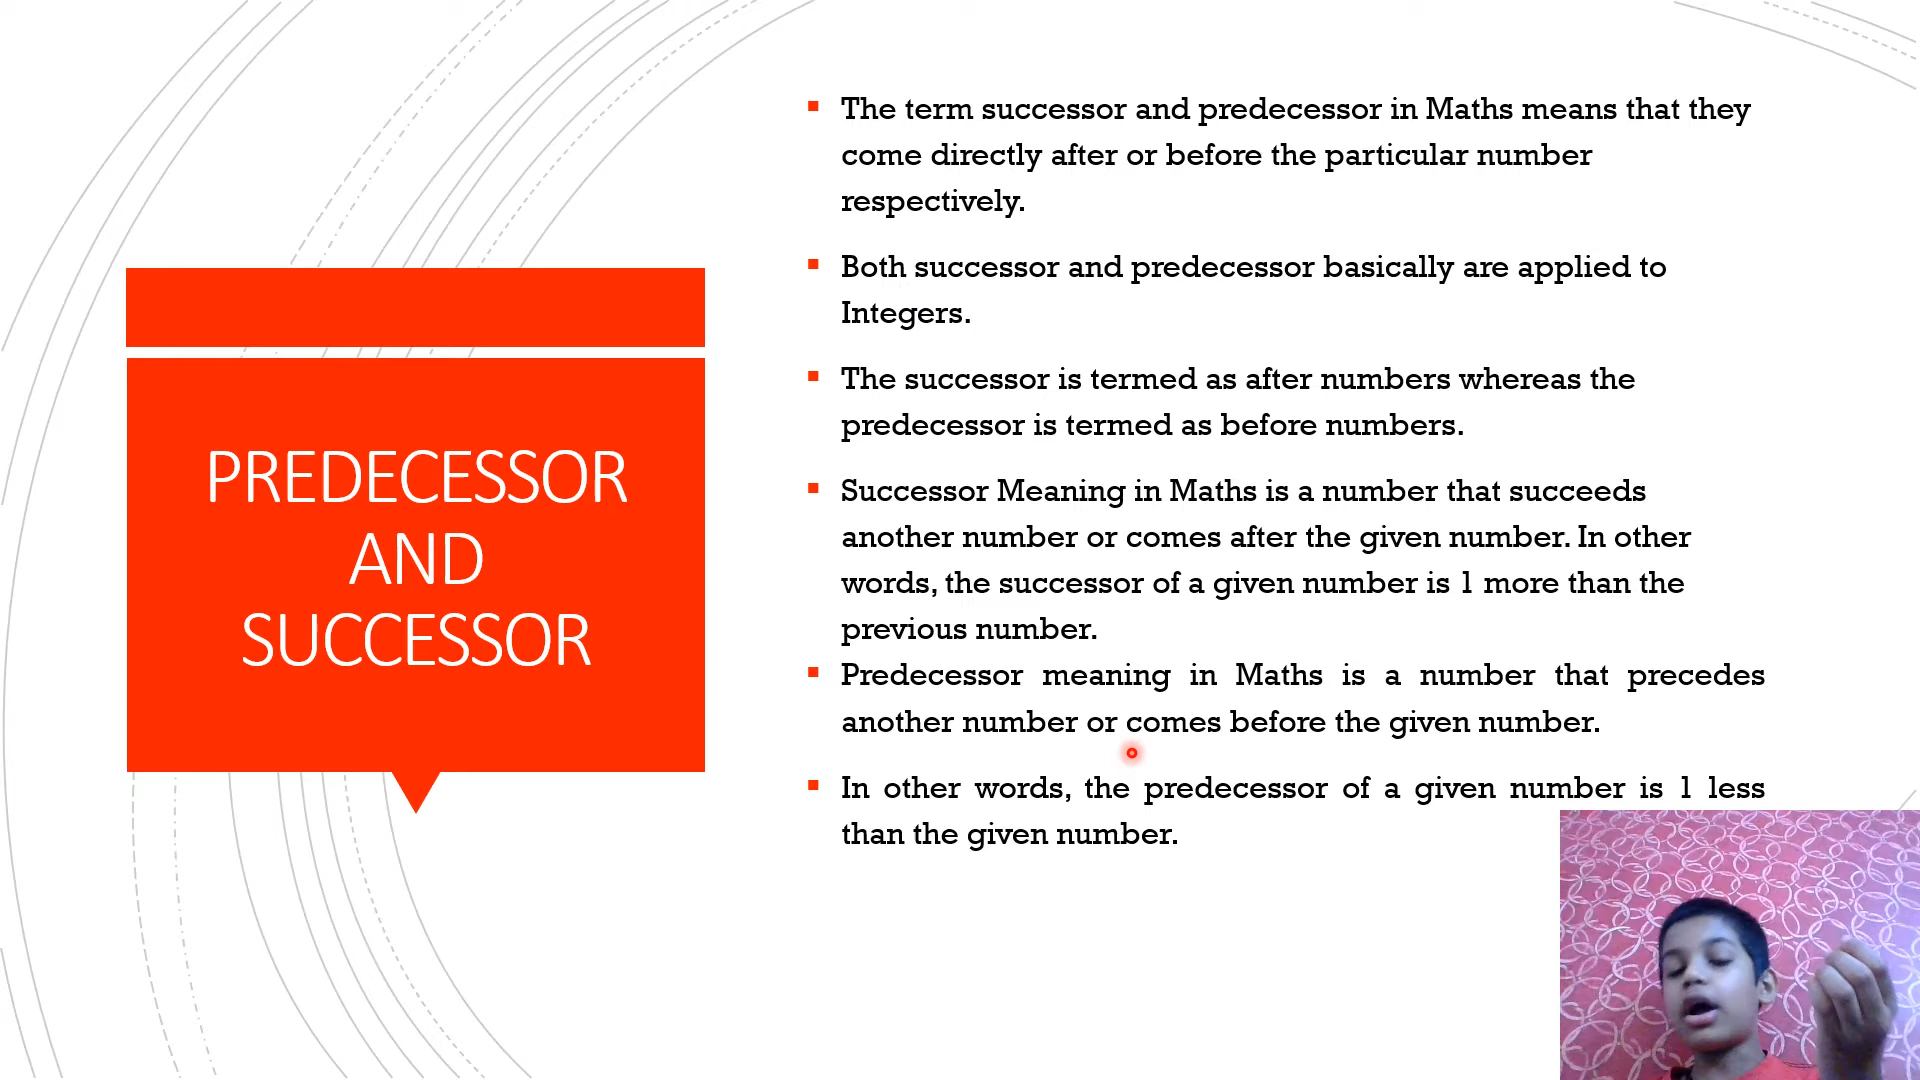 PREDECESSOR
AND
SUCCESSOR
The term successor and predecessor in Maths means that they
come directly after or before the particular number
respectively.
Both successor and predecessor basically are applied to
Integers.
The successor is termed as after numbers whereas the
predecessor is termed as before numbers.
Successor Meaning in Maths is a number that succeeds
another number or comes after the given number. In other
words, the successor of a given number is 1 more than the
previous number.
Predecessor meaning in Maths is a number that precedes
another number or comes before the given number.
In other words, the predecessor of a given number is 1 less
than the given number.